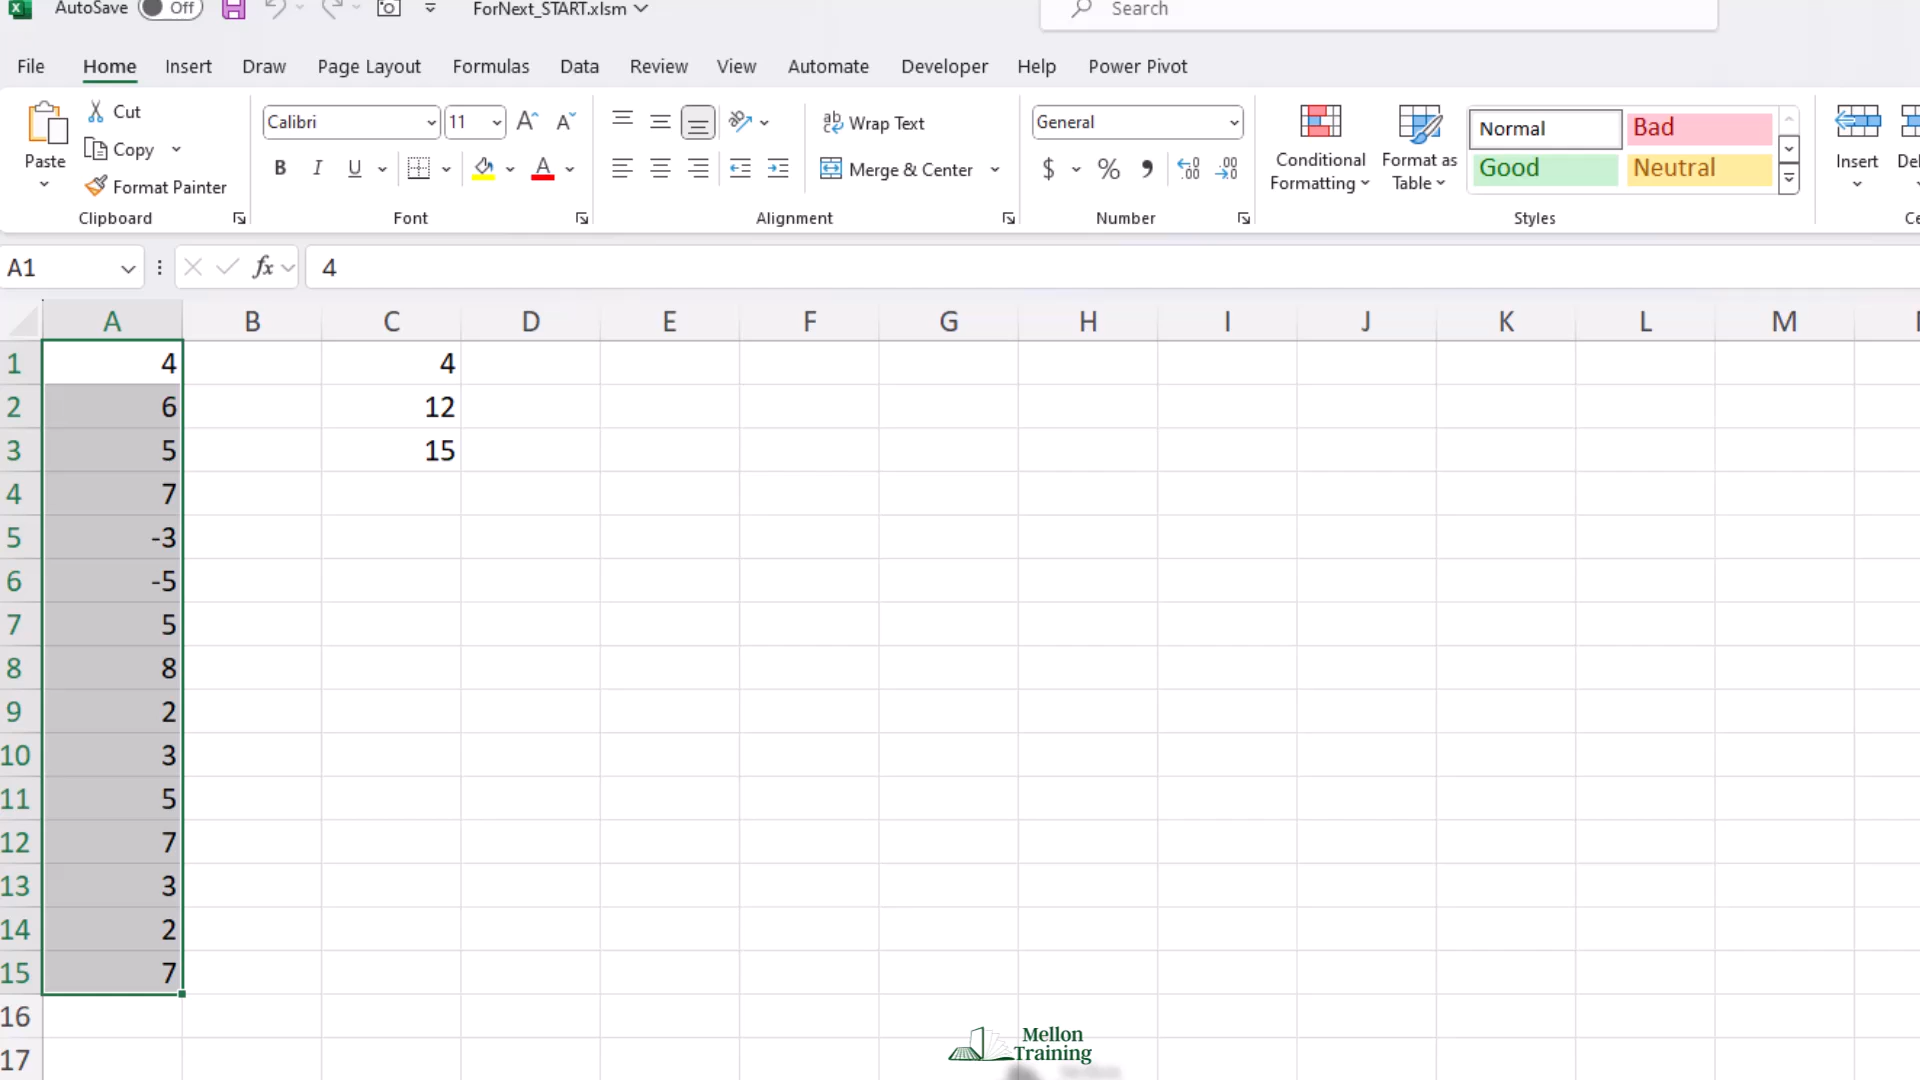 AutoSave Off ForNext_START.xlsm Search
File Home Insert Draw Page Layout Formulas Data Review View Automate Developer Help Power Pivot
Paste
Cut
Copy
Format Painter
Clipboard
Calibri 11
B I U A
Font
Wrap Text
Merge & Center
Alignment
General
$ %
Number
Conditional Formatting
Format as Table
Normal Bad
Good Neutral
Styles
Insert
A1 fx 4
A B C D E F G H I J K L M
1 4 4
2 6 12
3 5 15
4 7
5 -3
6 -5
7 5
8 8
9 2
10 3
11 5
12 7
13 3
14 2
15 7
16
17
Mellon
Training